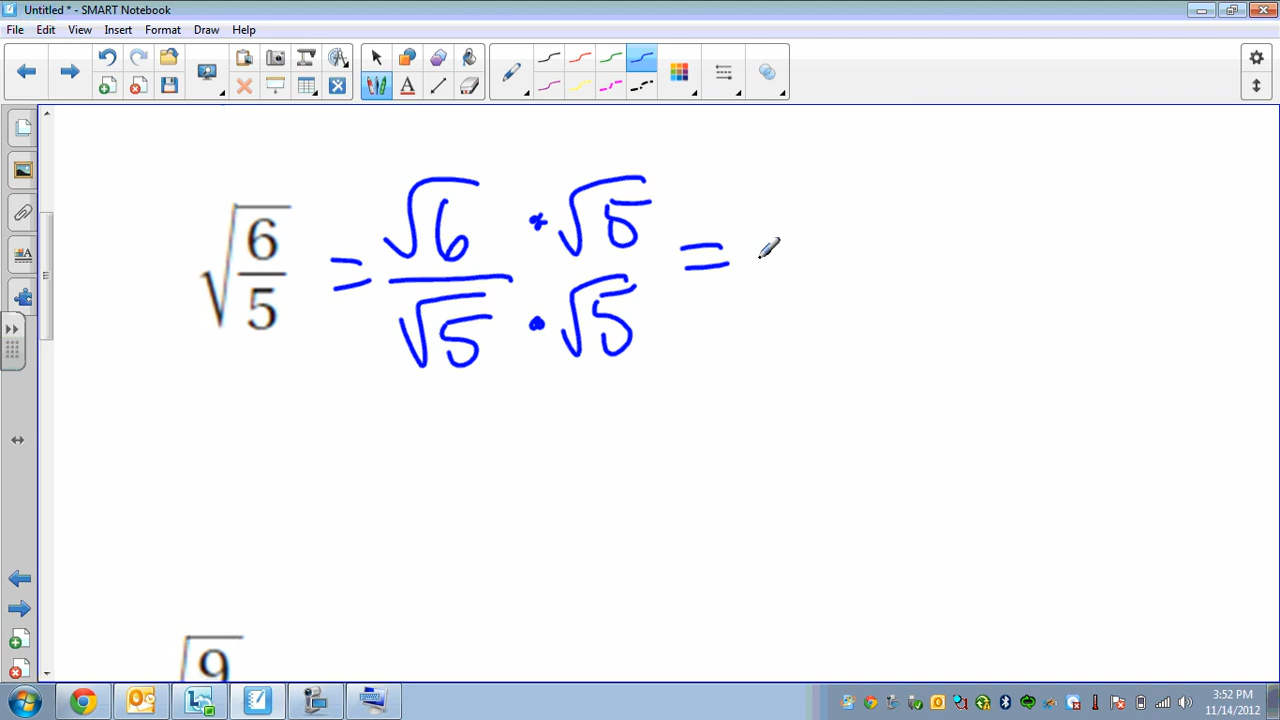 Untitled * - SMART Notebook
File Edit View Insert Format Draw Help
√(6/5) = (√6 · √5)/(√5 · √5) =
√9
3:52 PM
11/14/2012